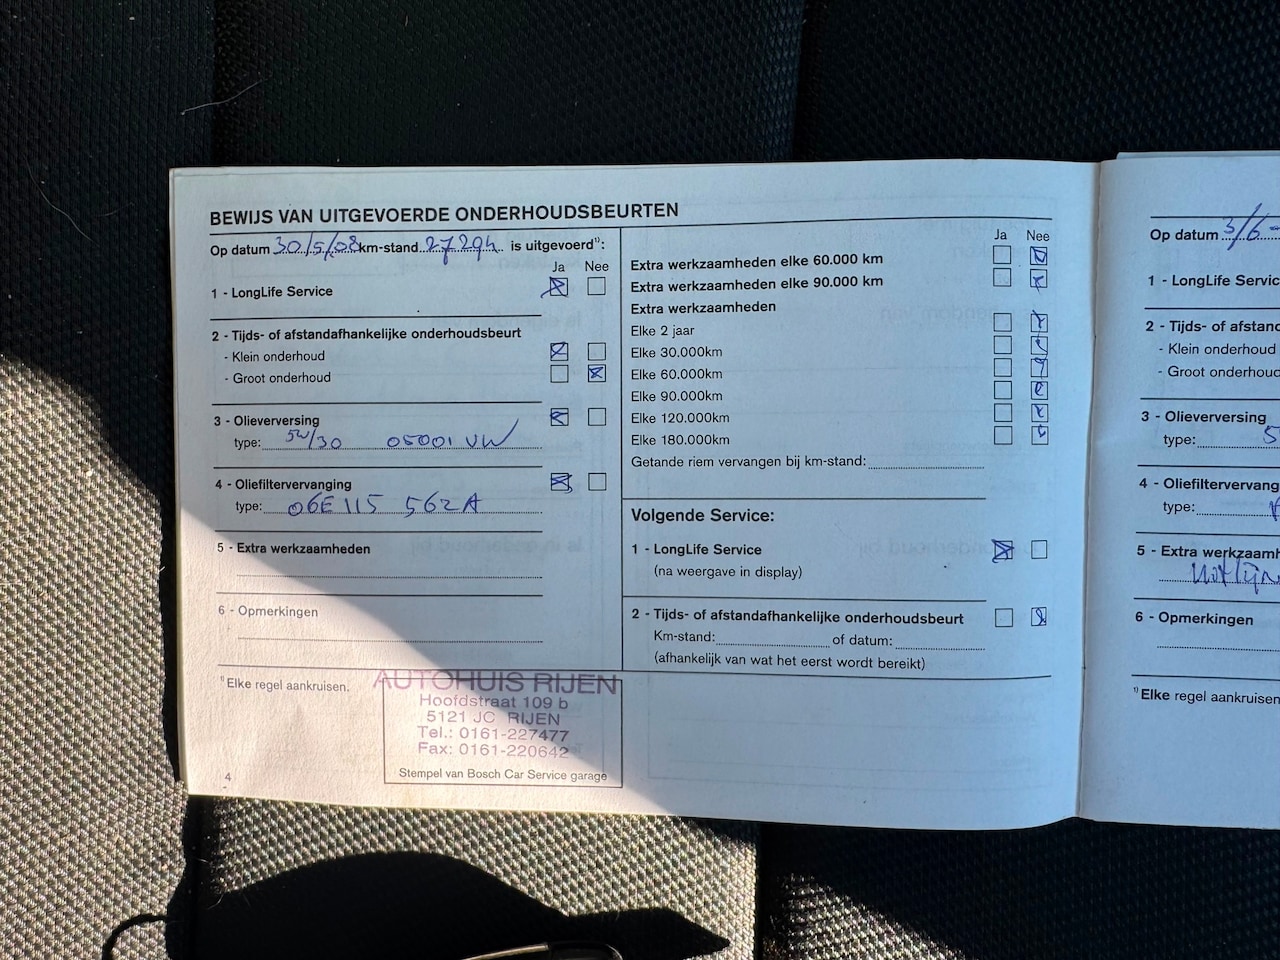 BEWIJS VAN UITGEVOERDE ONDERHOUDSBEURTEN
Op datum 30/5/08 km-stand 27294 is uitgevoerd¹⁾:
Ja Nee
1 - LongLife Service
2 - Tijds- of afstandafhankelijke onderhoudsbeurt
- Klein onderhoud
- Groot onderhoud
3 - Olieverversing
type: 5W/30 05001 VW
4 - Oliefiltervervanging
type: 06E 115 562A
5 - Extra werkzaamheden
6 - Opmerkingen
¹⁾Elke regel aankruisen.
AUTOHUIS RIJEN
Hoofdstraat 109 b
5121 JC RIJEN
Tel.: 0161-227477
Fax: 0161-220642
Stempel van Bosch Car Service garage
4
Ja Nee
Extra werkzaamheden elke 60.000 km
Extra werkzaamheden elke 90.000 km
Extra werkzaamheden
Elke 2 jaar
Elke 30.000km
Elke 60.000km
Elke 90.000km
Elke 120.000km
Elke 180.000km
Getande riem vervangen bij km-stand:
Volgende Service:
1 - LongLife Service
(na weergave in display)
2 - Tijds- of afstandafhankelijke onderhoudsbeurt
Km-stand: of datum:
(afhankelijk van wat het eerst wordt bereikt)
Op datum 3/6-
1 - LongLife Servic
2 - Tijds- of afstan
- Klein onderhoud
- Groot onderhoud
3 - Olieverversing
type: 5
4 - Oliefiltervervang
type:
5 - Extra werkzaamh
6 - Opmerkingen
¹⁾Elke regel aankruisen